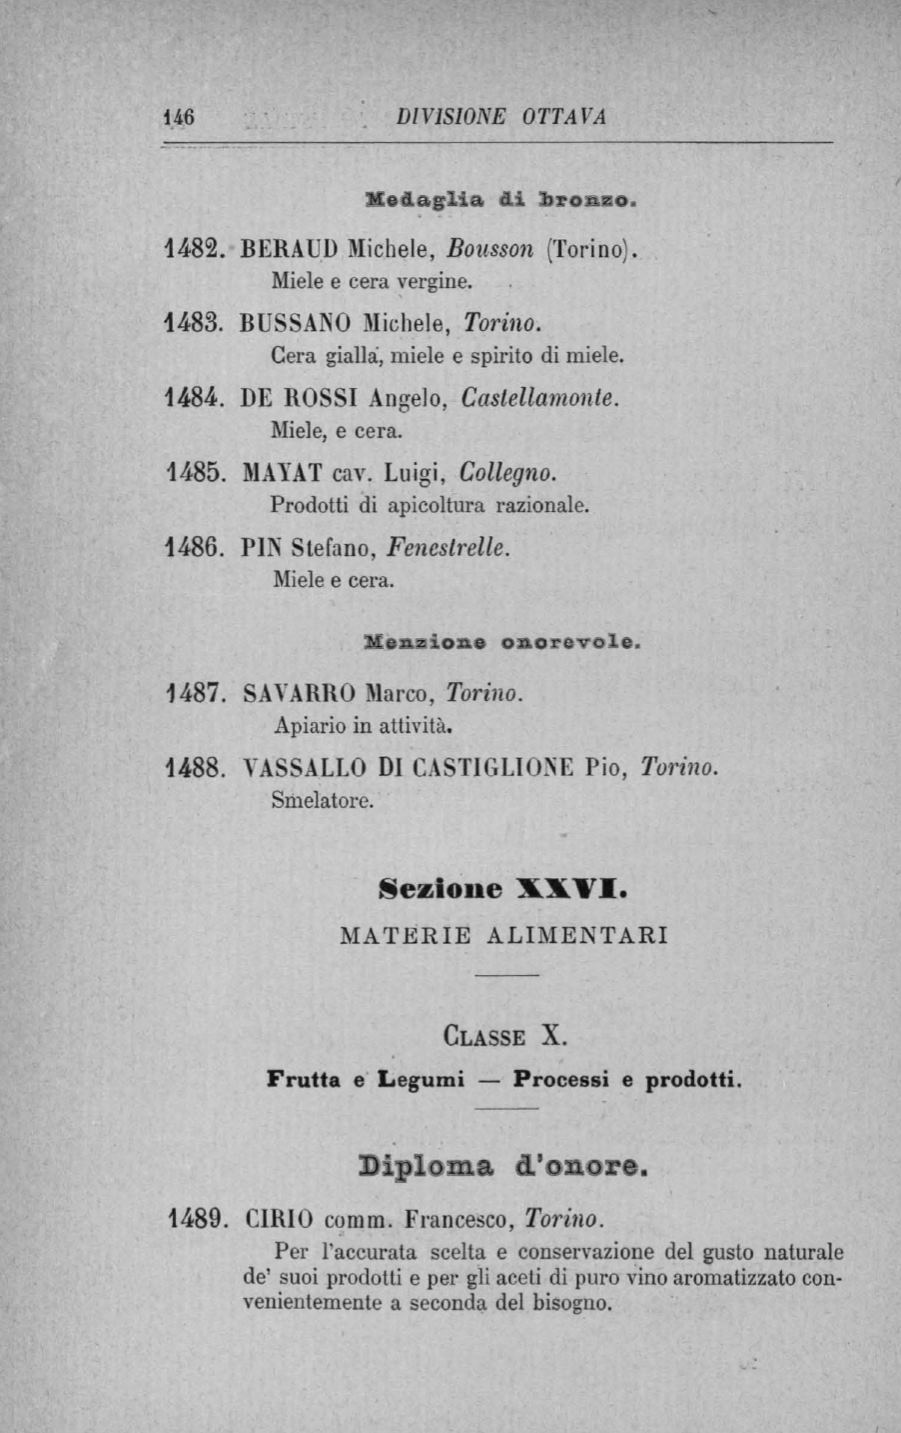 146 DIVISIONE OTTAVA
Medaglia di bronzo.
1482. BERAUD Michele, Bousson (Torino).
Miele e cera vergine.
1483. BUSSANO Michele, Torino.
Cera gialla, miele e spirito di miele.
1484. DE ROSSI Angelo, Castellamonte.
Miele, e cera.
1485. MAYAT cav. Luigi, Collegno.
Prodotti di apicoltura razionale.
1486. PIN Stefano, Fenestrelle.
Miele e cera.
Menzione onorevole.
1487. SAVARRO Marco, Torino.
Apiario in attività.
1488. VASSALLO DI CASTIGLIONE Pio, Torino.
Smelatore.
Sezione XXVI.
MATERIE ALIMENTARI
CLASSE X.
Frutta e Legumi — Processi e prodotti.
Diploma d'onore.
1489. CIRIO comm. Francesco, Torino.
Per l'accurata scelta e conservazione del gusto naturale
de' suoi prodotti e per gli aceti di puro vino aromatizzato con-
venientemente a seconda del bisogno.